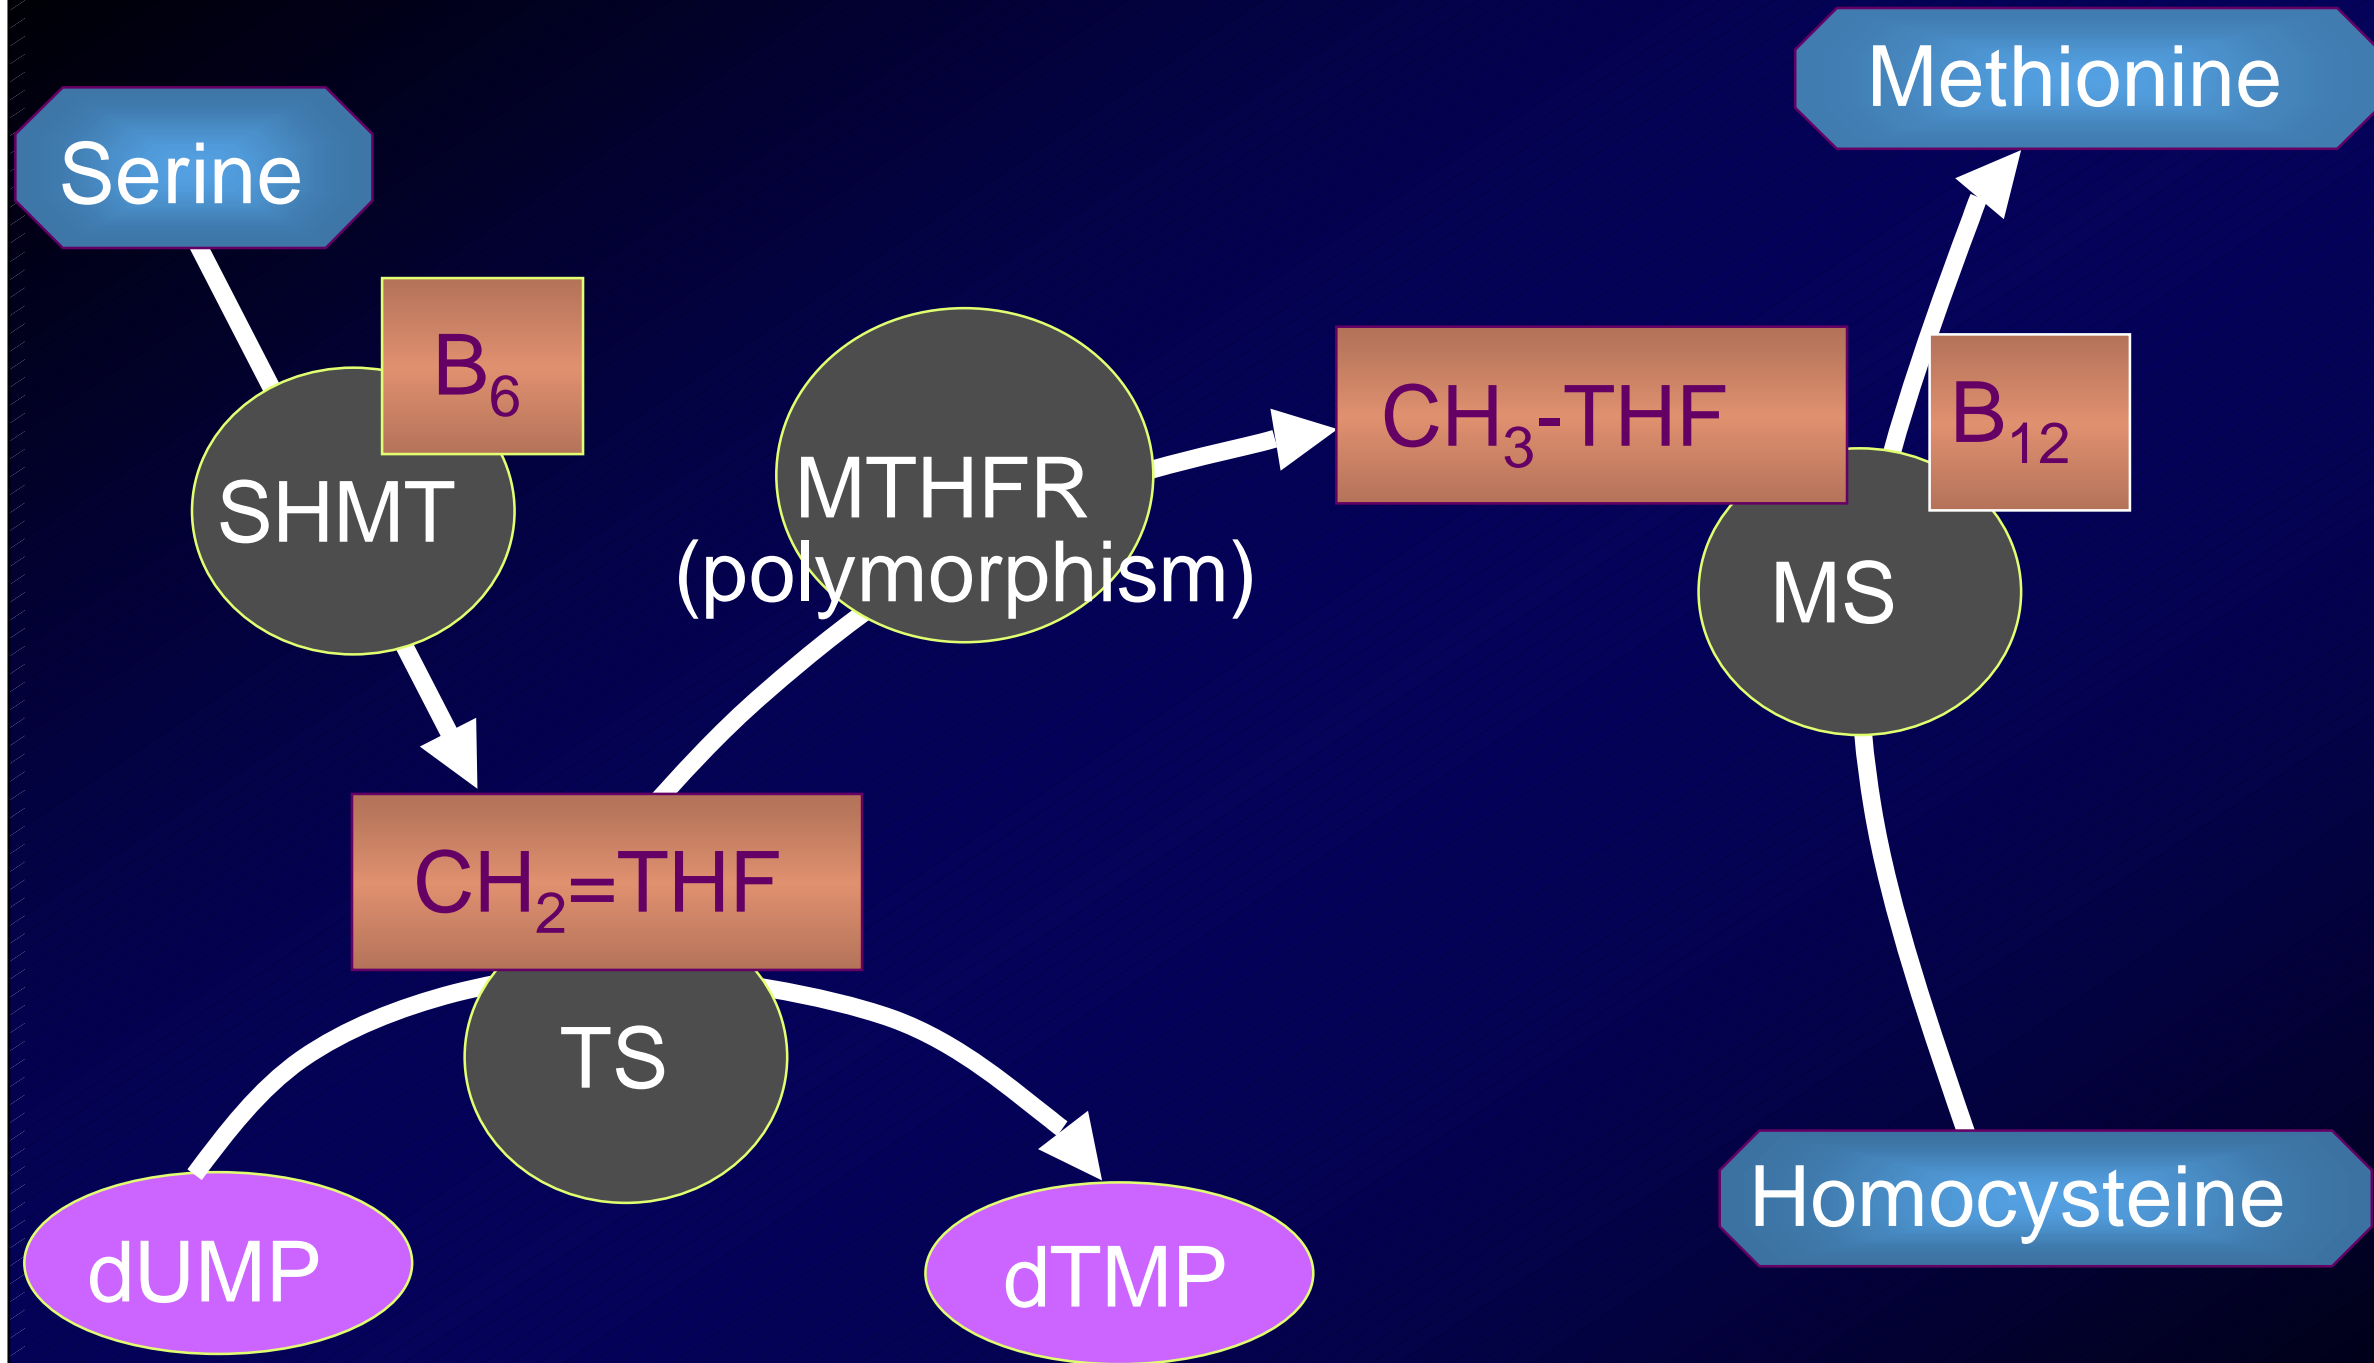 Methionine
Serine
B6
CH3-THF
B12
MTHFR
(polymorphism)
SHMT
MS
CH2=THF
TS
Homocysteine
dUMP
dTMP